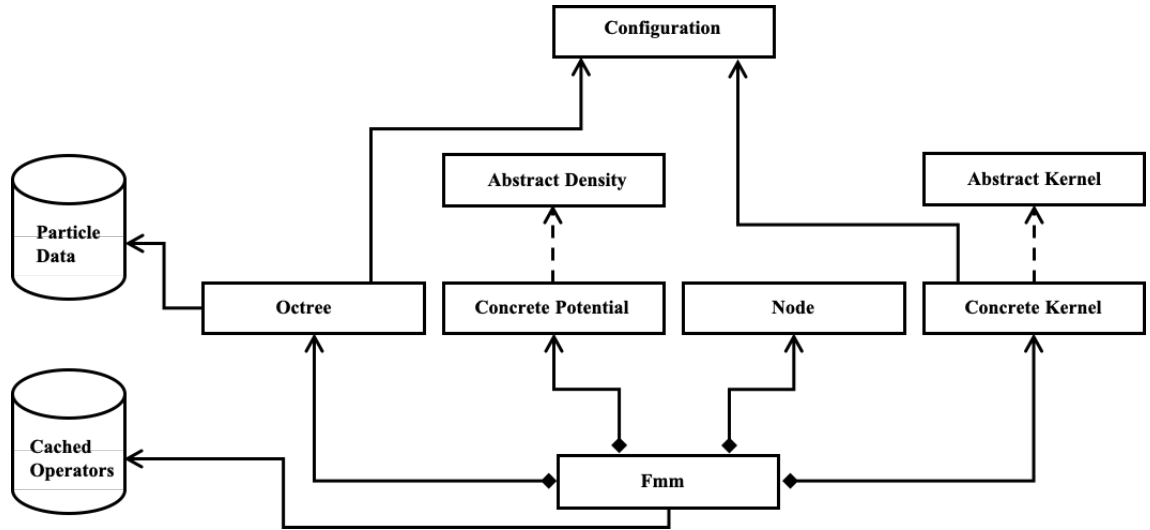 Configuration
Abstract Density
Abstract Kernel
Particle
Data
Octree
Concrete Potential
Node
Concrete Kernel
Cached
Operators
Fmm